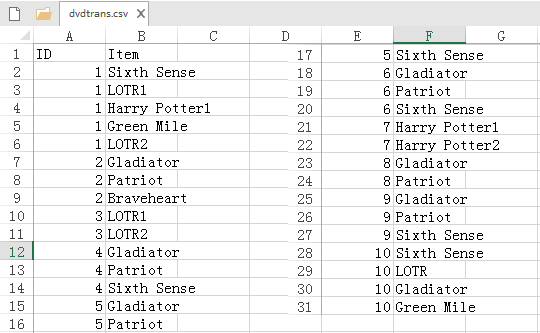 dvdtrans.csv X
A B C D E F G
1 ID Item 17 5 Sixth Sense
2 1 Sixth Sense 18 6 Gladiator
3 1 LOTR1 19 6 Patriot
4 1 Harry Potter1 20 6 Sixth Sense
5 1 Green Mile 21 7 Harry Potter1
6 1 LOTR2 22 7 Harry Potter2
7 2 Gladiator 23 8 Gladiator
8 2 Patriot 24 8 Patriot
9 2 Braveheart 25 9 Gladiator
10 3 LOTR1 26 9 Patriot
11 3 LOTR2 27 9 Sixth Sense
12 4 Gladiator 28 10 Sixth Sense
13 4 Patriot 29 10 LOTR
14 4 Sixth Sense 30 10 Gladiator
15 5 Gladiator 31 10 Green Mile
16 5 Patriot